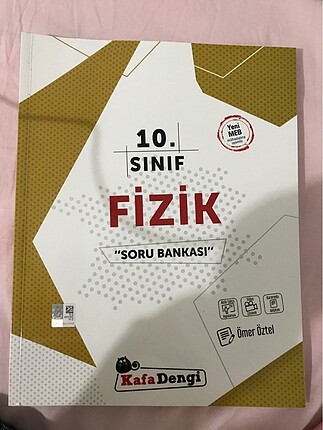 10.
SINIF
Yeni
MEB
FİZİK
"SORU BANKASI"
Ömer Öztel
KafaDengi